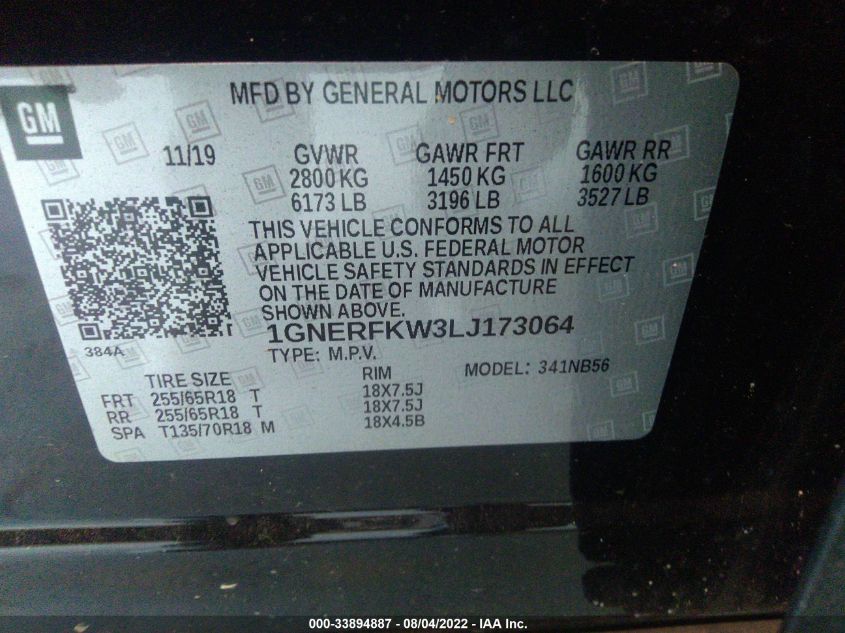 GM
MFD BY GENERAL MOTORS LLC
11/19 GVWR GAWR FRT GAWR RR
2800 KG 1450 KG 1600 KG
6173 LB 3196 LB 3527 LB
THIS VEHICLE CONFORMS TO ALL
APPLICABLE U.S. FEDERAL MOTOR
VEHICLE SAFETY STANDARDS IN EFFECT
ON THE DATE OF MANUFACTURE
SHOWN ABOVE.
1GNERFKW3LJ173064
384A
TYPE: M.P.V. MODEL: 341NB56
TIRE SIZE RIM
FRT 255/65R18 T 18X7.5J
RR 255/65R18 T 18X7.5J
SPA T135/70R18 M 18X4.5B
000-33894887 - 08/04/2022 - IAA Inc.